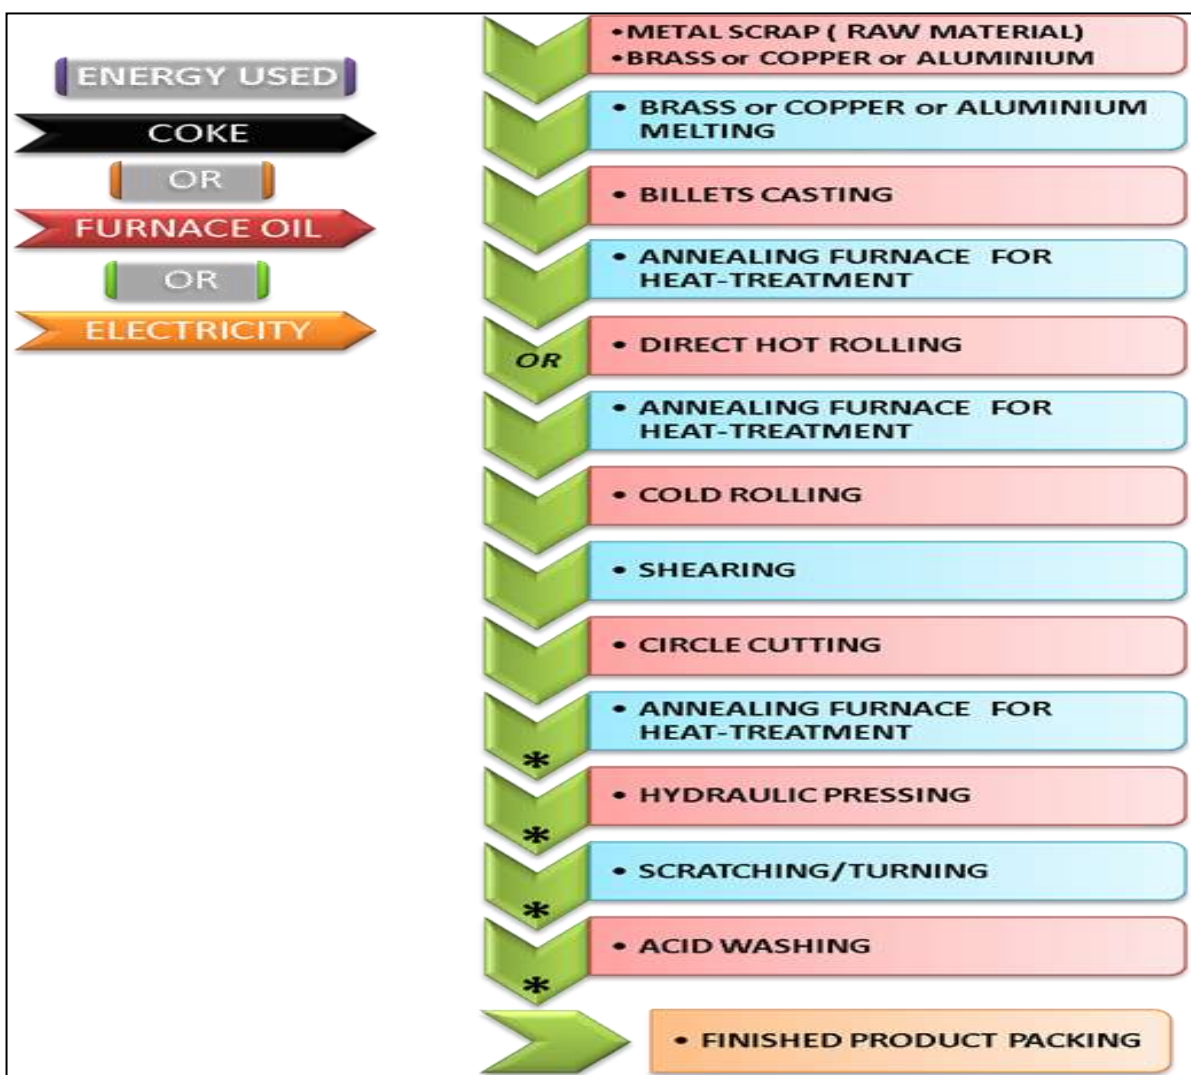 ENERGY USED
COKE
OR
FURNACE OIL
OR
ELECTRICITY
•METAL SCRAP ( RAW MATERIAL)
•BRASS or COPPER or ALUMINIUM
• BRASS or COPPER or ALUMINIUM
MELTING
• BILLETS CASTING
• ANNEALING FURNACE FOR
HEAT-TREATMENT
OR
• DIRECT HOT ROLLING
• ANNEALING FURNACE FOR
HEAT-TREATMENT
• COLD ROLLING
• SHEARING
• CIRCLE CUTTING
• ANNEALING FURNACE FOR
HEAT-TREATMENT
*
• HYDRAULIC PRESSING
*
• SCRATCHING/TURNING
*
• ACID WASHING
*
• FINISHED PRODUCT PACKING